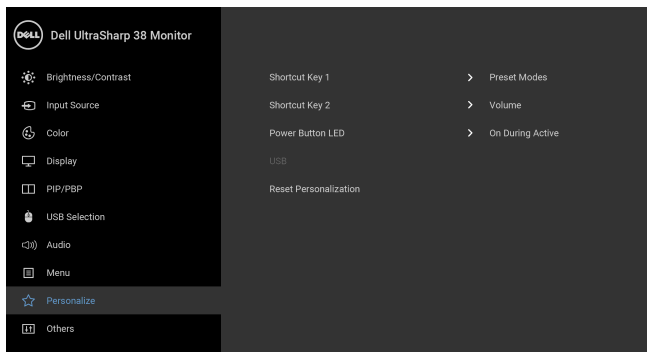 DELL Dell UltraSharp 38 Monitor
Brightness/Contrast Shortcut Key 1 Preset Modes
Input Source Shortcut Key 2 Volume
Color Power Button LED On During Active
Display USB
PIP/PBP Reset Personalization
USB Selection
Audio
Menu
Personalize
Others